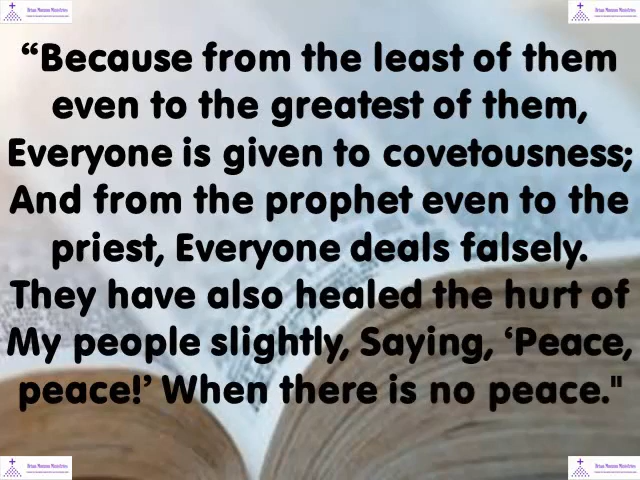 “Because from the least of them
even to the greatest of them,
Everyone is given to covetousness;
And from the prophet even to the
priest, Everyone deals falsely.
They have also healed the hurt of
My people slightly, Saying, ‘Peace,
peace!’ When there is no peace."